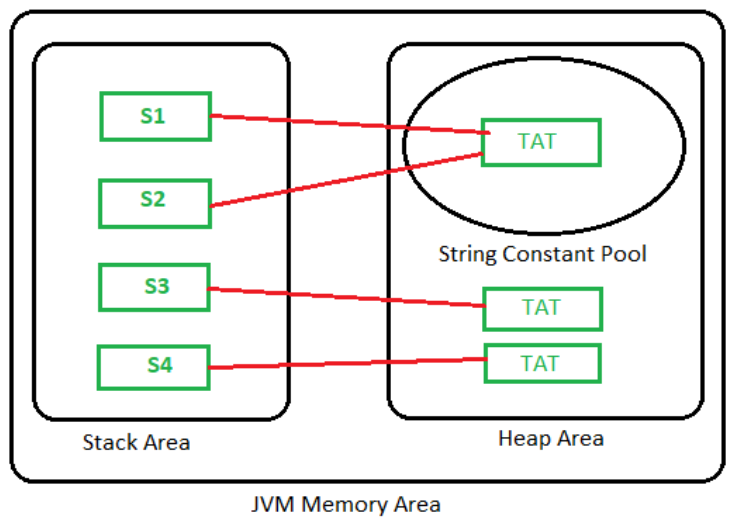 S1
TAT
S2
String Constant Pool
S3
TAT
S4
TAT
Stack Area
Heap Area
JVM Memory Area